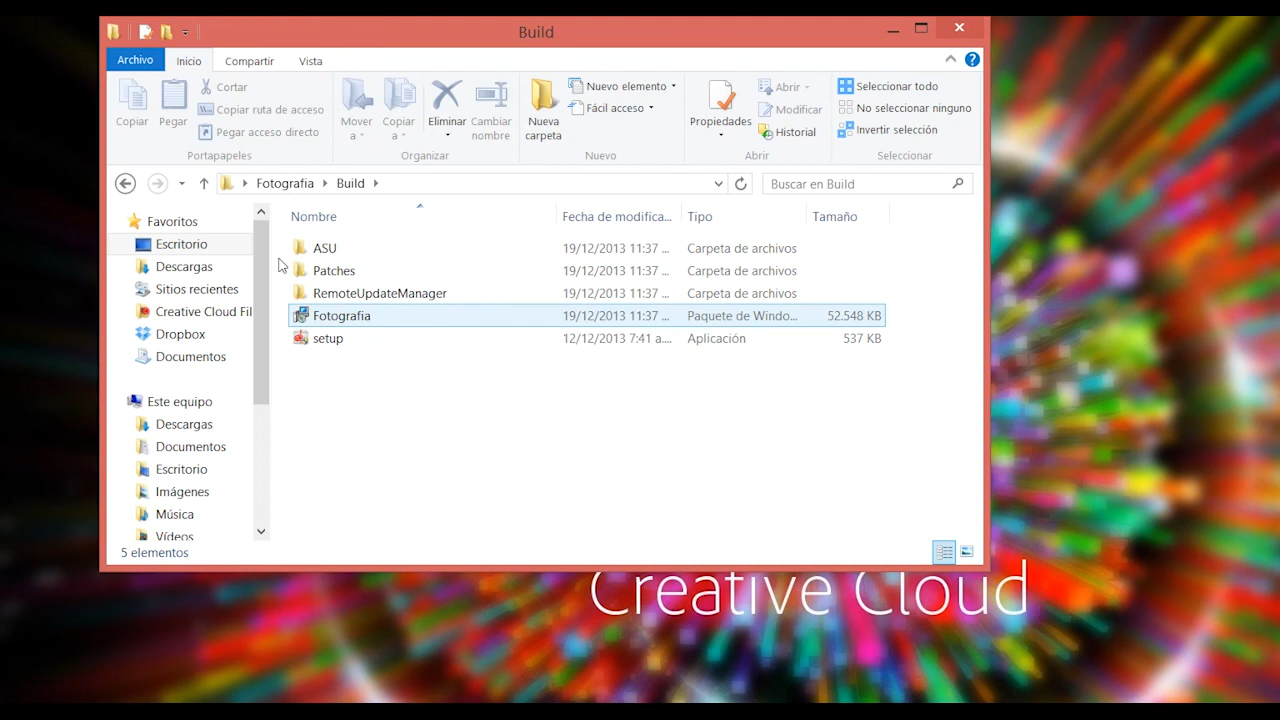 Build
Archivo Inicio Compartir Vista
Copiar
Pegar
Cortar
Copiar ruta de acceso
Pegar acceso directo
Portapapeles
Mover
a
Copiar
a
Eliminar
Cambiar
nombre
Organizar
Nueva
carpeta
Nuevo elemento
Fácil acceso
Nuevo
Propiedades
Abrir
Modificar
Historial
Abrir
Seleccionar todo
No seleccionar ninguno
Invertir selección
Seleccionar
Fotografia Build
Buscar en Build
Favoritos
Escritorio
Descargas
Sitios recientes
Creative Cloud Fil
Dropbox
Documentos
Este equipo
Descargas
Documentos
Escritorio
Imágenes
Música
Vídeos
Nombre Fecha de modifica... Tipo Tamaño
ASU 19/12/2013 11:37 ... Carpeta de archivos
Patches 19/12/2013 11:37 ... Carpeta de archivos
RemoteUpdateManager 19/12/2013 11:37 ... Carpeta de archivos
Fotografia 19/12/2013 11:37 ... Paquete de Windo... 52.548 KB
setup 12/12/2013 7:41 a.... Aplicación 537 KB
5 elementos
Creative Cloud